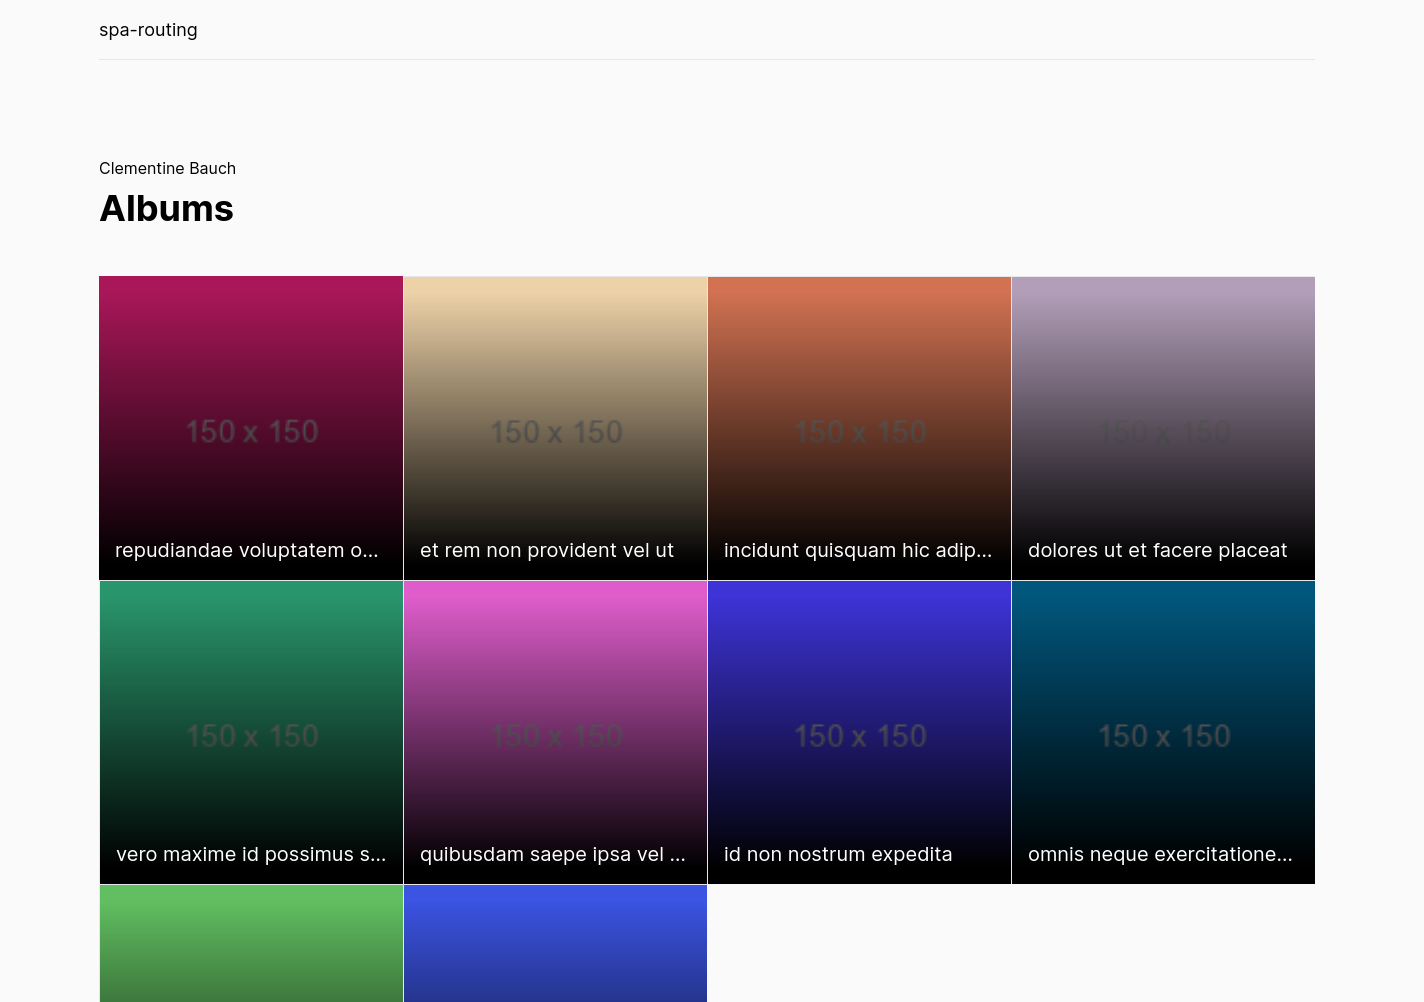 spa-routing
Clementine Bauch
Albums
150 x 150
150 x 150
150 x 150
150 x 150
repudiandae voluptatem o...
et rem non provident vel ut
incidunt quisquam hic adip...
dolores ut et facere placeat
150 x 150
150 x 150
150 x 150
150 x 150
vero maxime id possimus s...
quibusdam saepe ipsa vel ...
id non nostrum expedita
omnis neque exercitatione...